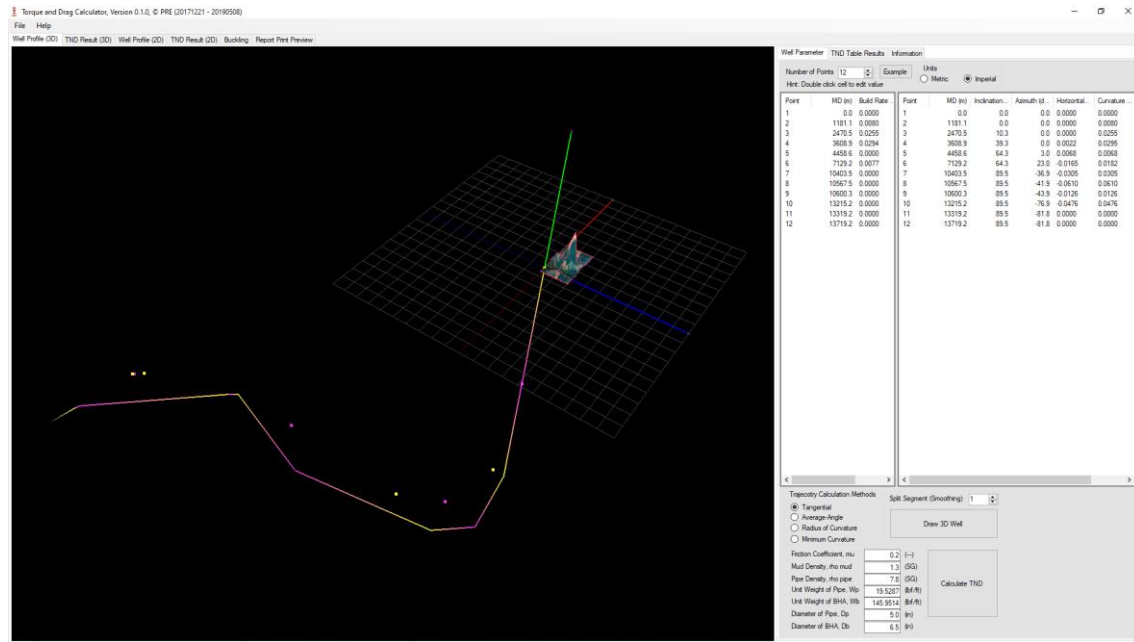 Torque and Drag Calculator, Version 0.1.0, © PRE (20171221 - 20190508)
File Help
Well Profile (3D) TND Result (3D) Well Profile (2D) TND Result (2D) Buckling Report Print Preview
Well Parameter TND Table Results Information
Number of Points 12 Example Units
Metric Imperial
Hint: Double click cell to edit value
Point MD (m) Build Rate ... Point MD (m) Inclination... Azimuth (d... Horizontal... Curvature ...
1 0.0 0.0000 1 0.0 0.0 0.0 0.0000 0.0000
2 1181.1 0.0080 2 1181.1 0.0 0.0 0.0000 0.0080
3 2470.5 0.0255 3 2470.5 10.3 0.0 0.0000 0.0255
4 3608.9 0.0294 4 3608.9 39.3 0.0 0.0022 0.0295
5 4458.6 0.0000 5 4458.6 64.3 3.0 0.0068 0.0068
6 7129.2 0.0077 6 7129.2 64.3 23.0 -0.0165 0.0182
7 10403.5 0.0000 7 10403.5 89.5 -36.9 -0.0305 0.0305
8 10567.5 0.0000 8 10567.5 89.5 -41.9 -0.0610 0.0610
9 10600.3 0.0000 9 10600.3 89.5 -43.9 -0.0126 0.0126
10 13215.2 0.0000 10 13215.2 89.5 -76.9 -0.0476 0.0476
11 13319.2 0.0000 11 13319.2 89.5 -81.8 0.0000 0.0000
12 13719.2 0.0000 12 13719.2 89.5 -81.8 0.0000 0.0000
Trajecotry Calculation Methods
Split Segment (Smoothing) 1
Tangential
Average-Angle
Radius of Curvature
Minimum Curvature
Draw 3D Well
Friction Coefficient, mu 0.2 (---)
Mud Density, rho mud 1.3 (SG)
Pipe Density, rho pipe 7.8 (SG)
Unit Weight of Pipe, Wp 19.5287 (lbf/ft)
Unit Weight of BHA, Wb 145.9514 (lbf/ft)
Diameter of Pipe, Dp 5.0 (in)
Diameter of BHA, Db 6.5 (in)
Calculate TND